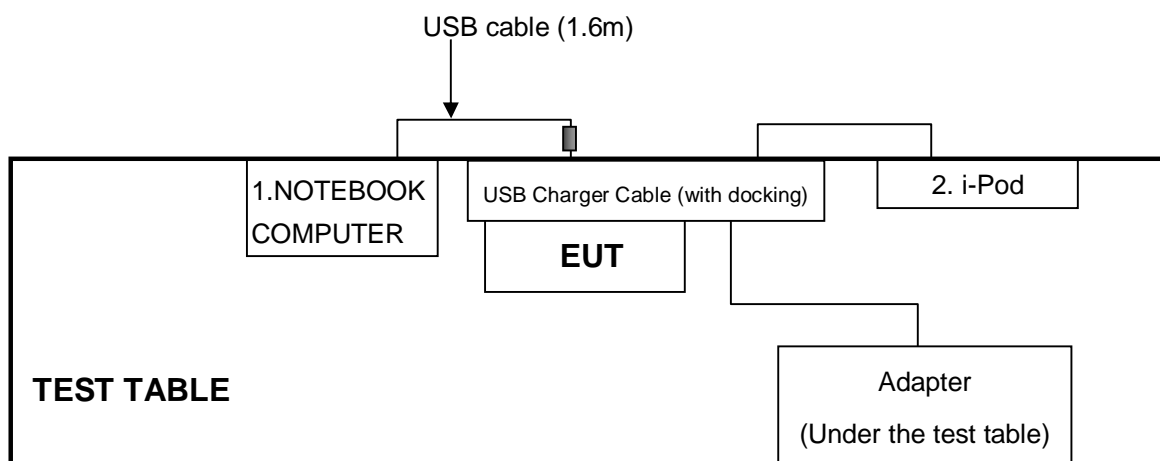 USB cable (1.6m)
1.NOTEBOOK
COMPUTER
USB Charger Cable (with docking)
2. i-Pod
EUT
TEST TABLE
Adapter
(Under the test table)